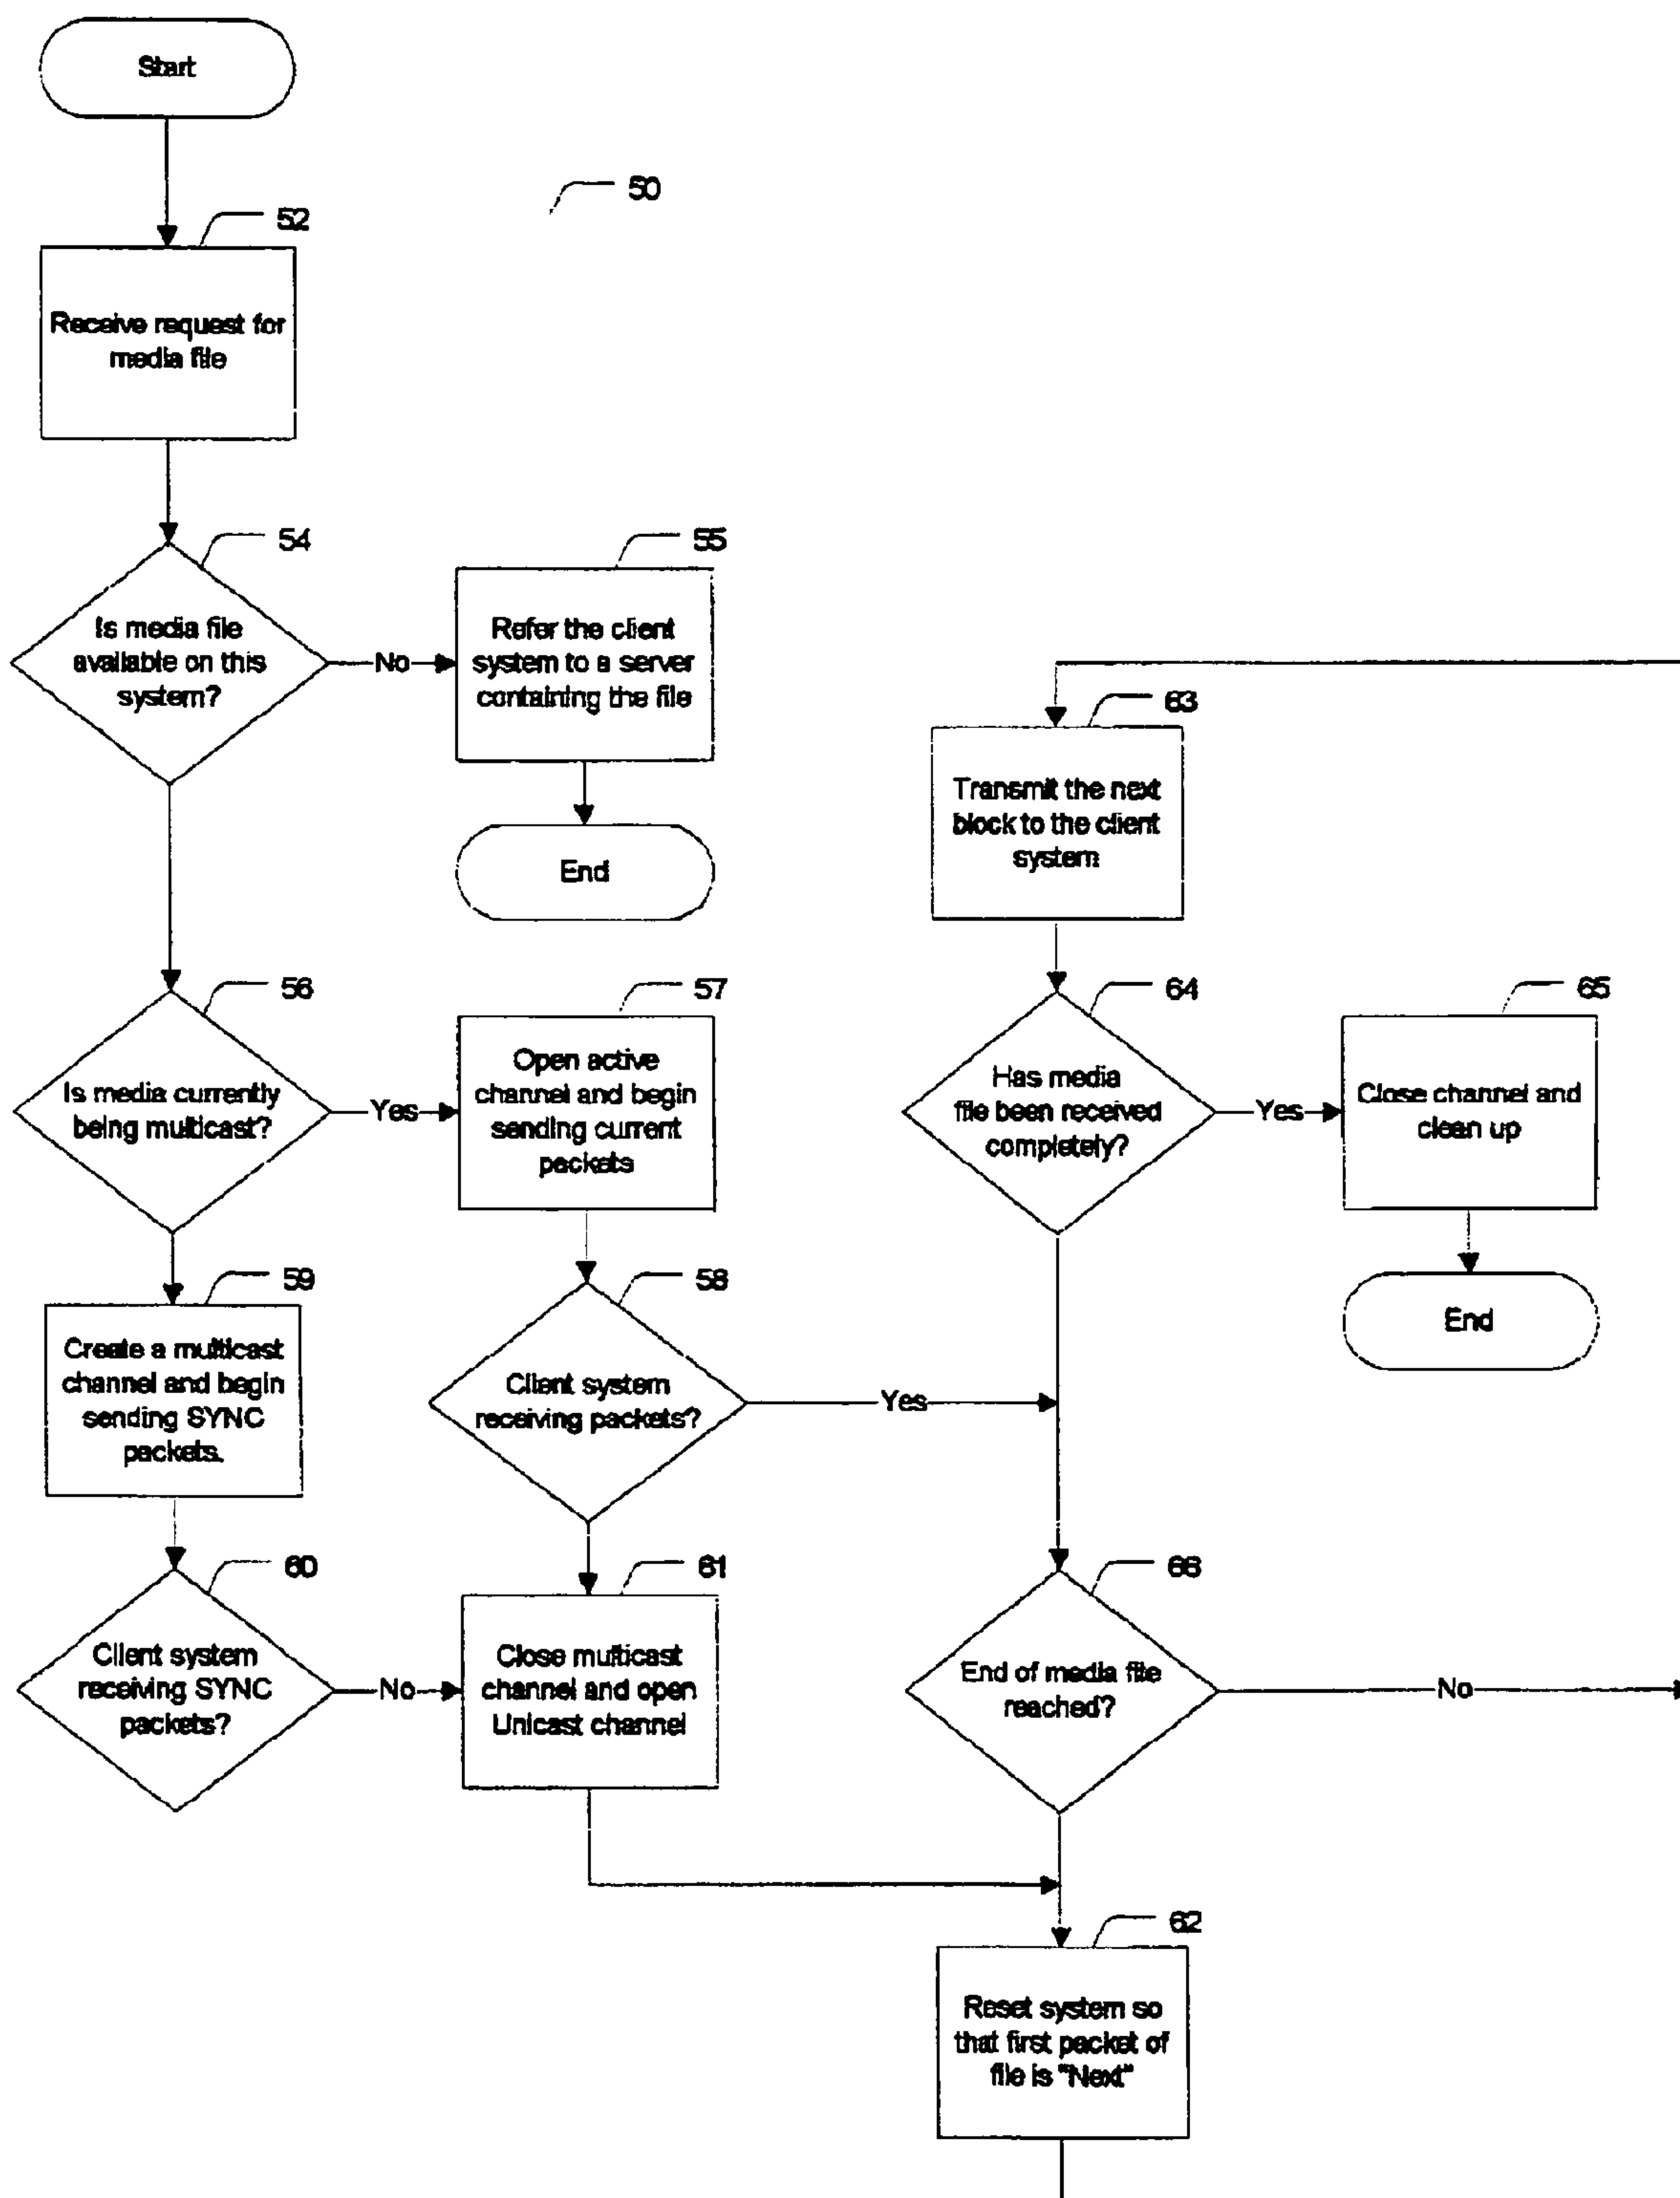 Start
50
52
Receive request for
media file
54
Is media file
available on this
system?
No
55
Refer the client
system to a server
containing the file
End
56
Is media currently
being multicast?
Yes
57
Open active
channel and begin
sending current
packets
58
Client system
receiving packets?
Yes
59
Create a multicast
channel and begin
sending SYNC
packets.
60
Client system
receiving SYNC
packets?
No
61
Close multicast
channel and open
Unicast channel
63
Transmit the next
block to the client
system
64
Has media
file been received
completely?
Yes
65
Close channel and
clean up
End
66
End of media file
reached?
No
62
Reset system so
that first packet of
file is "Next"